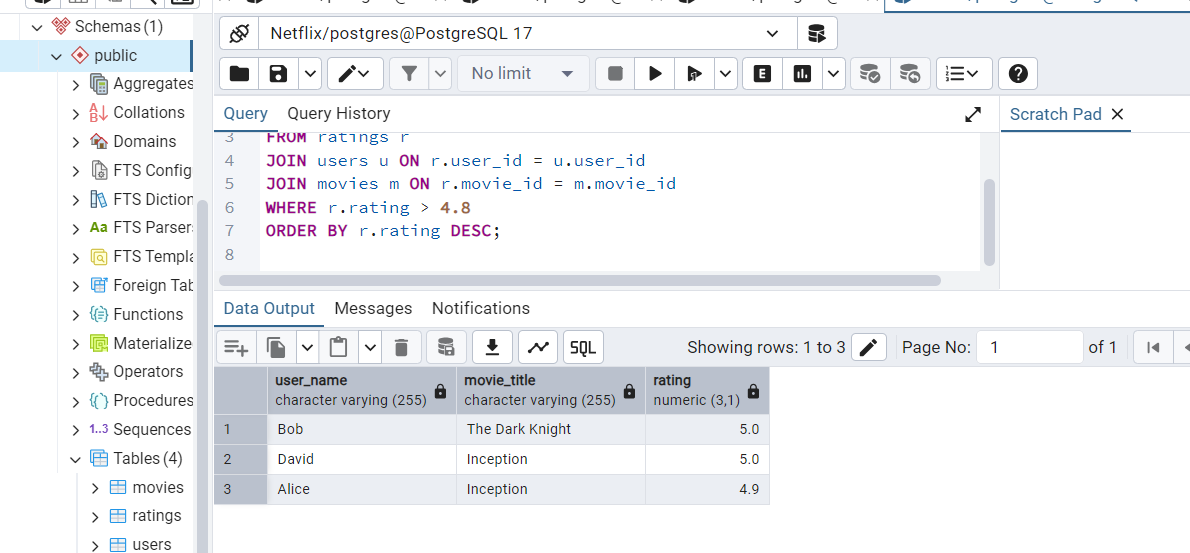 Schemas (1)
public
Aggregates
Collations
Domains
FTS Config
FTS Diction
FTS Parser
FTS Templa
Foreign Tab
Functions
Materialize
Operators
Procedures
1..3 Sequences
Tables (4)
movies
ratings
users
Netflix/postgres@PostgreSQL 17
No limit
Query Query History
Scratch Pad
3 FROM ratings r
4 JOIN users u ON r.user_id = u.user_id
5 JOIN movies m ON r.movie_id = m.movie_id
6 WHERE r.rating > 4.8
7 ORDER BY r.rating DESC;
8
Data Output Messages Notifications
SQL Showing rows: 1 to 3 Page No: 1 of 1
user_name movie_title rating
character varying (255) character varying (255) numeric (3,1)
1 Bob The Dark Knight 5.0
2 David Inception 5.0
3 Alice Inception 4.9